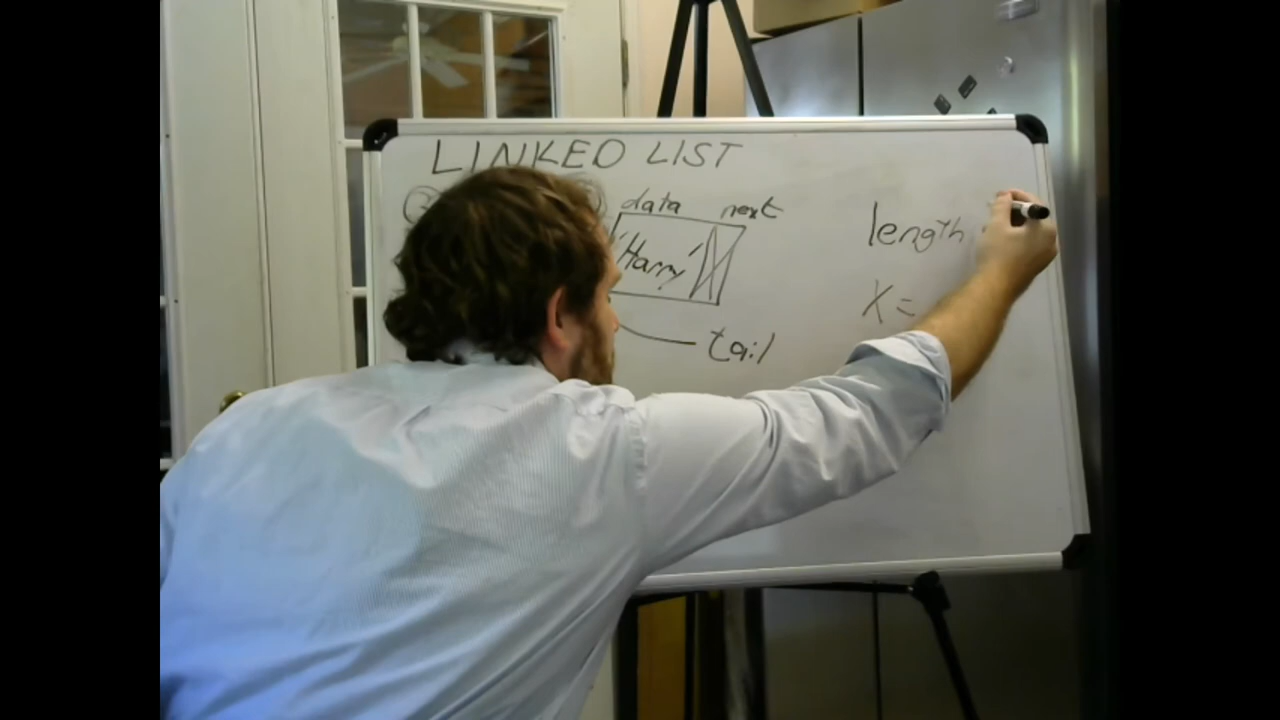 LINKED LIST
data next
'Harry'
tail
length
X =